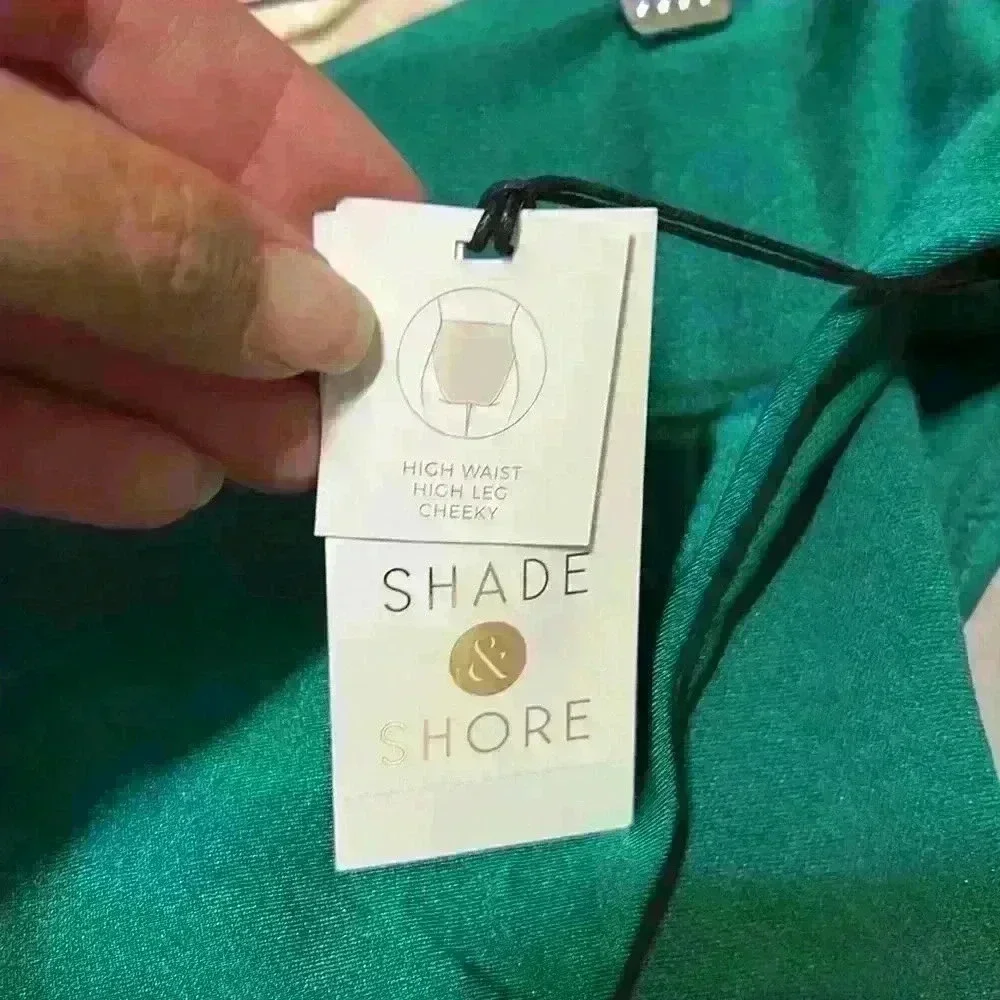 HIGH WAIST
HIGH LEG
CHEEKY
SHADE
&
SHORE